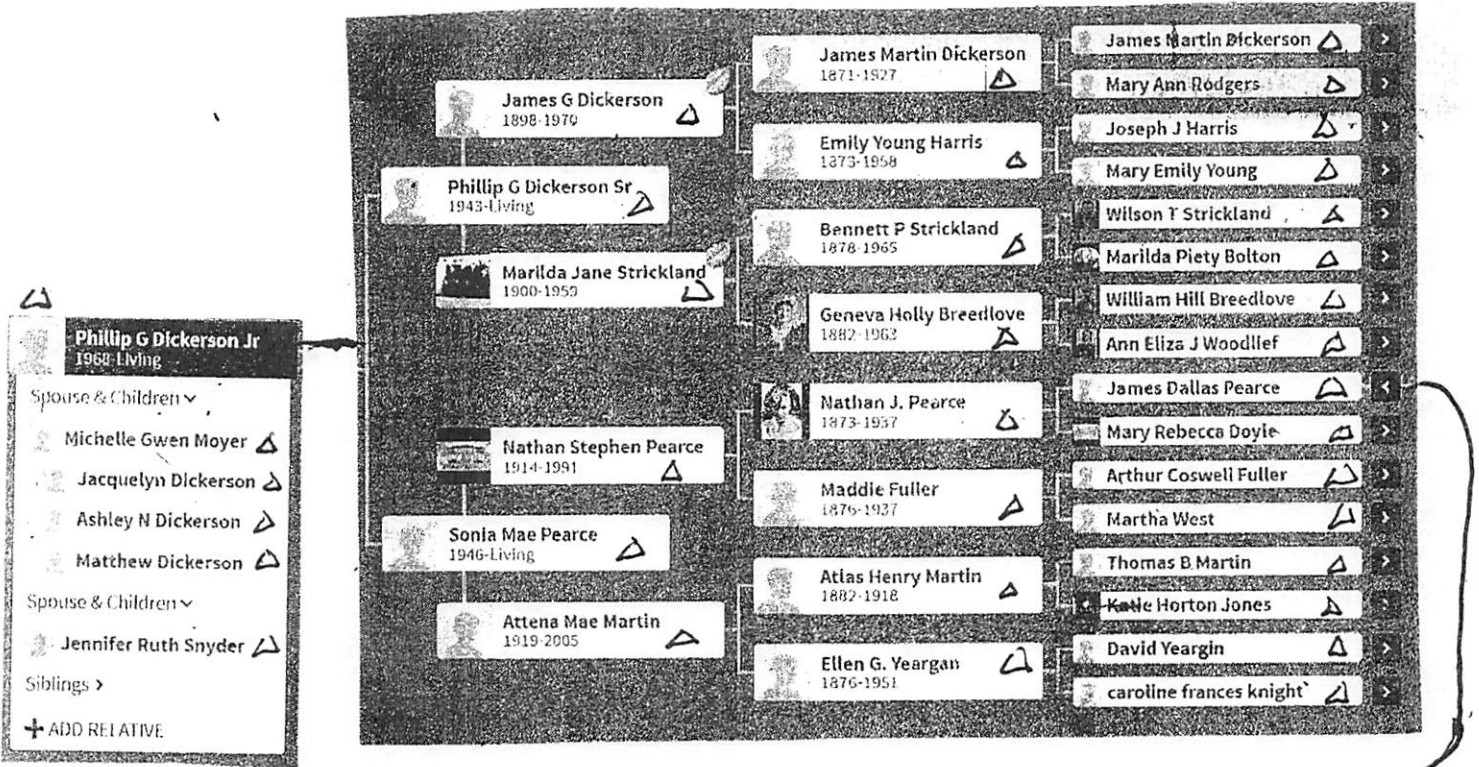 Phillip G Dickerson Jr
1968-Living
Spouse & Children
Michelle Gwen Moyer
Jacquelyn Dickerson
Ashley N Dickerson
Matthew Dickerson
Spouse & Children
Jennifer Ruth Snyder
Siblings >
+ ADD RELATIVE
Phillip G Dickerson Sr
1943-Living
Sonia Mae Pearce
1946-Living
James G Dickerson
1898-1970
Marilda Jane Strickland
1900-1959
Nathan Stephen Pearce
1914-1991
Attena Mae Martin
1919-2005
James Martin Dickerson
1871-1927
Emily Young Harris
1873-1958
Bennett P Strickland
1878-1965
Geneva Holly Breedlove
1882-1963
Nathan J. Pearce
1873-1937
Maddie Fuller
1876-1937
Atlas Henry Martin
1882-1918
Ellen G. Yeargan
1876-1951
James Martin Dickerson
Mary Ann Rodgers
Joseph J Harris
Mary Emily Young
Wilson T Strickland
Marilda Piety Bolton
William Hill Breedlove
Ann Eliza J Woodlief
James Dallas Pearce
Mary Rebecca Doyle
Arthur Coswell Fuller
Martha West
Thomas B Martin
Katie Horton Jones
David Yeargin
caroline frances knight